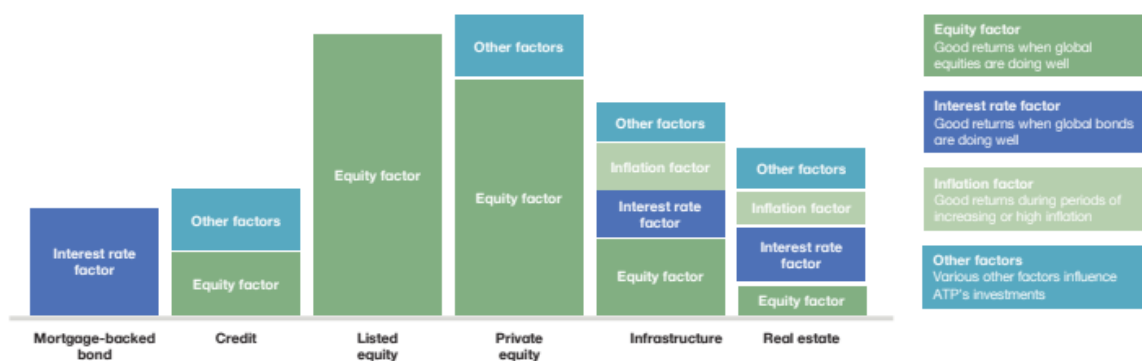 Other factors
Equity factor
Equity factor
Interest rate
factor
Other factors
Equity factor
Other factors
Inflation factor
Interest rate
factor
Equity factor
Other factors
Inflation factor
Interest rate
factor
Equity factor
Mortgage-backed
bond
Credit
Listed
equity
Private
equity
Infrastructure
Real estate
Equity factor
Good returns when global
equities are doing well
Interest rate factor
Good returns when global bonds
are doing well
Inflation factor
Good returns during periods of
increasing or high inflation
Other factors
Various other factors influence
ATP's investments